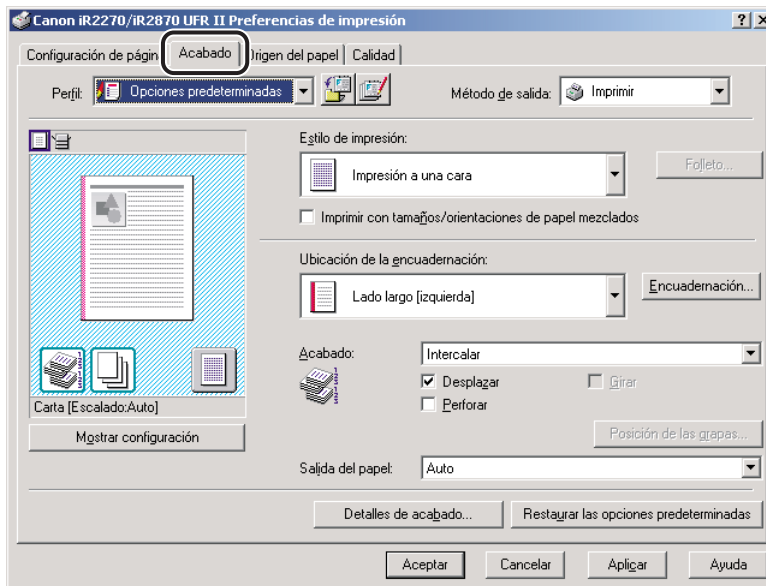 Canon iR2270/iR2870 UFR II Preferencias de impresión
Configuración de págin Acabado Origen del papel Calidad
Perfil: Opciones predeterminadas Método de salida: Imprimir
Estilo de impresión:
Impresión a una cara Folleto...
Imprimir con tamaños/orientaciones de papel mezclados
Ubicación de la encuadernación:
Lado largo [izquierda] Encuadernación...
Acabado: Intercalar
Desplazar Girar
Perforar
Carta [Escalado:Auto]
Mostrar configuración Posición de las grapas...
Salida del papel: Auto
Detalles de acabado... Restaurar las opciones predeterminadas
Aceptar Cancelar Aplicar Ayuda